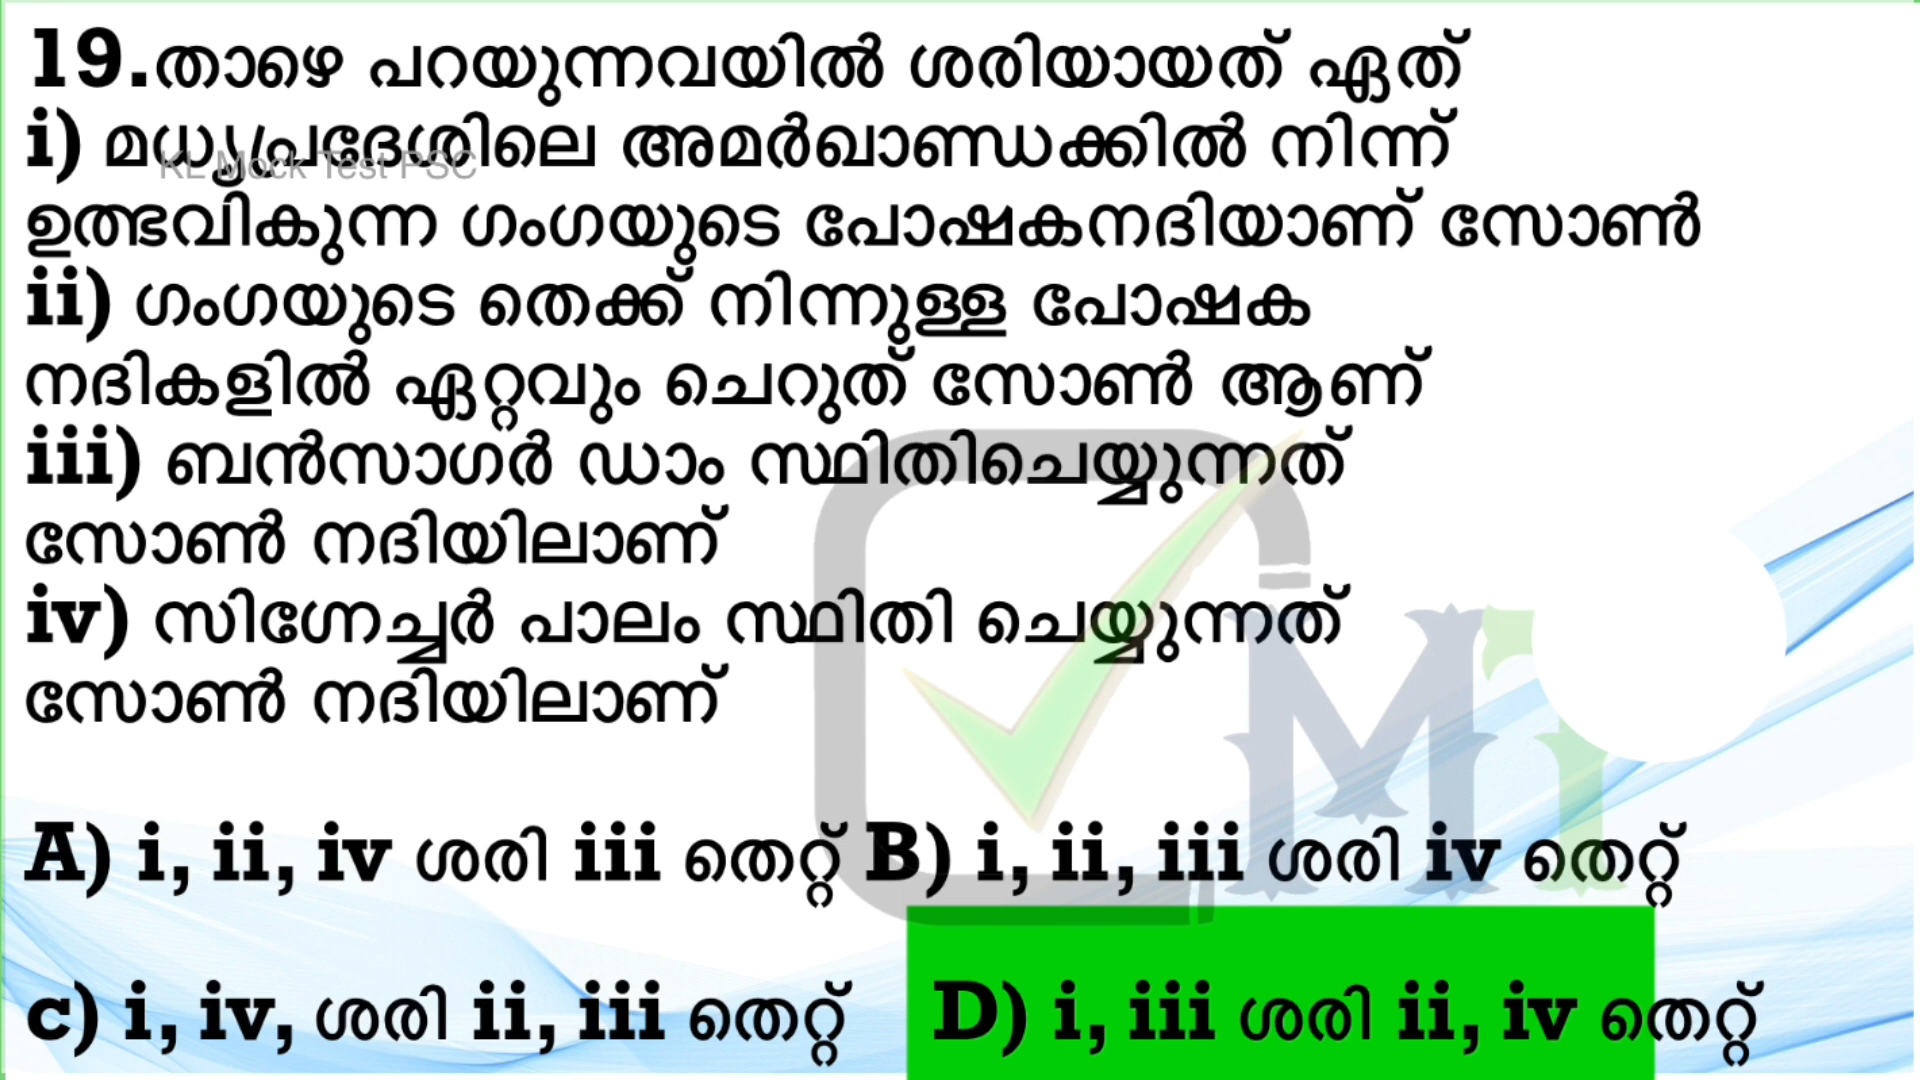 19.താഴെ പറയുന്നവയിൽ ശരിയായത് ഏത്
i) മധ്യപ്രദേശിലെ അമർഖാണ്ഡക്കിൽ നിന്ന്
KL Mock Test PSC
ഉത്ഭവികുന്ന ഗംഗയുടെ പോഷകനദിയാണ് സോൺ
ii) ഗംഗയുടെ തെക്ക് നിന്നുള്ള പോഷക
നദികളിൽ ഏറ്റവും ചെറുത് സോൺ ആണ്
iii) ബൻസാഗർ ഡാം സ്ഥിതിചെയ്യുന്നത്
സോൺ നദിയിലാണ്
iv) സിഗ്നേച്ചർ പാലം സ്ഥിതി ചെയ്യുന്നത്
സോൺ നദിയിലാണ്
A) i, ii, iv ശരി iii തെറ്റ് B) i, ii, iii ശരി iv തെറ്റ്
c) i, iv, ശരി ii, iii തെറ്റ് D) i, iii ശരി ii, iv തെറ്റ്